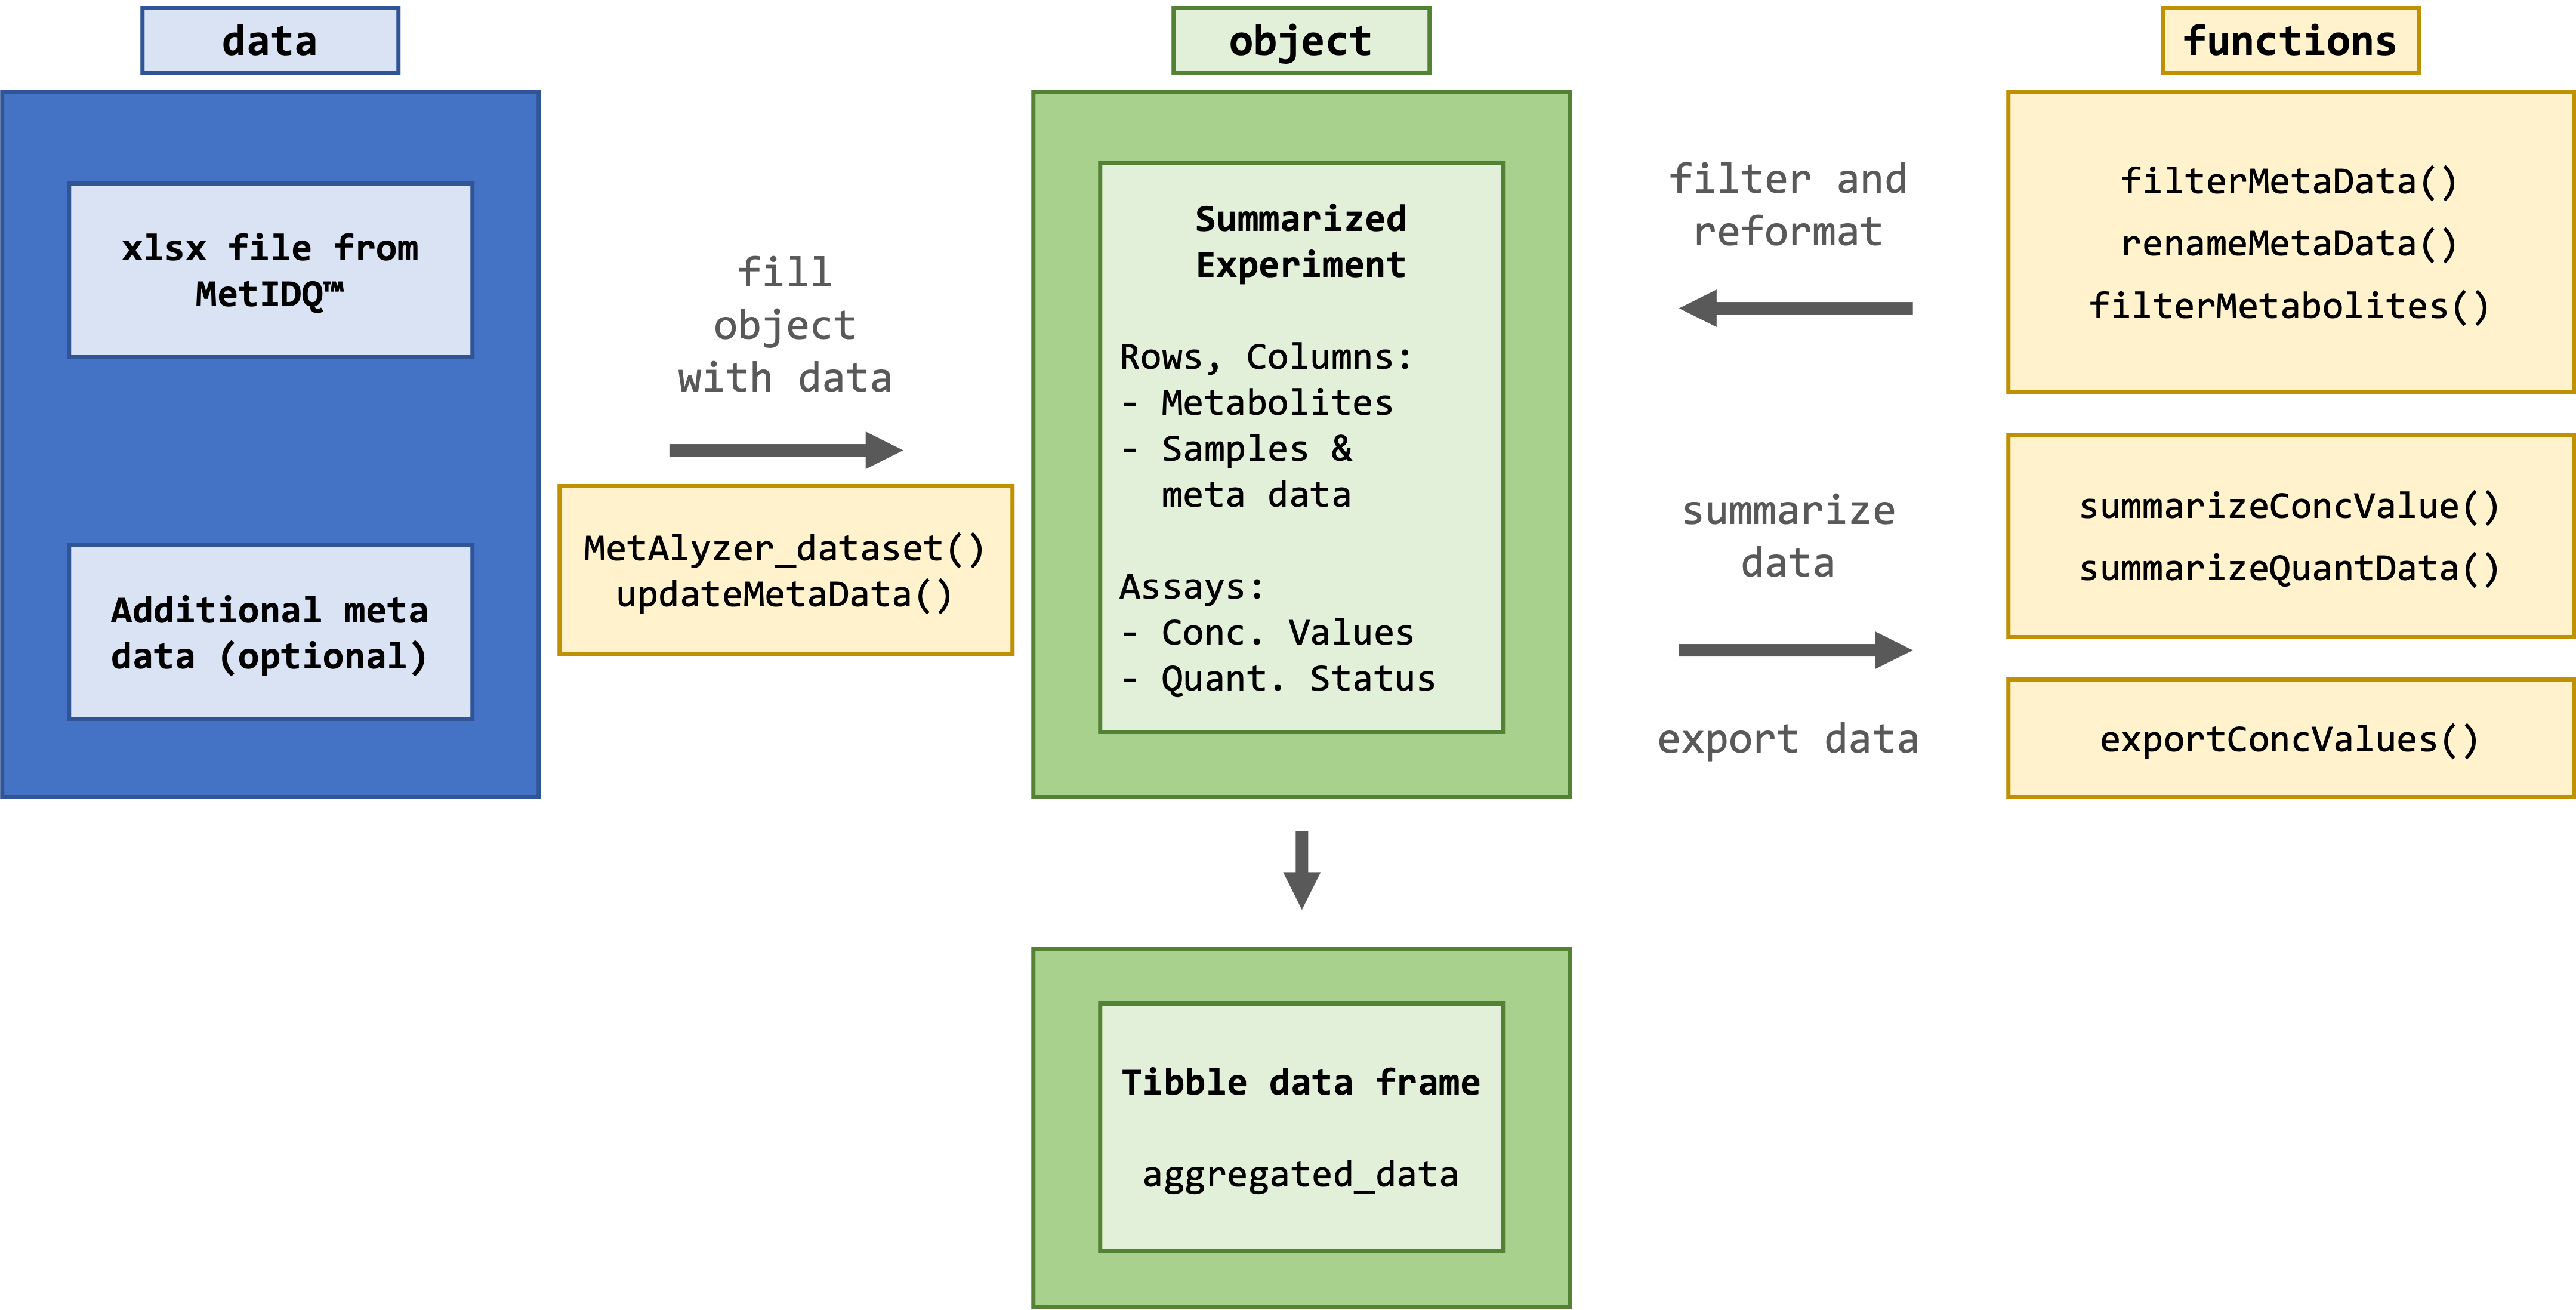 data
xlsx file from
MetIDQ™
Additional meta
data (optional)
fill
object
with data
MetAlyzer_dataset()
updateMetaData()
object
Summarized
Experiment
Rows, Columns:
- Metabolites
- Samples &
meta data
Assays:
- Conc. Values
- Quant. Status
Tibble data frame
aggregated_data
filter and
reformat
summarize
data
export data
functions
filterMetaData()
renameMetaData()
filterMetabolites()
summarizeConcValue()
summarizeQuantData()
exportConcValues()